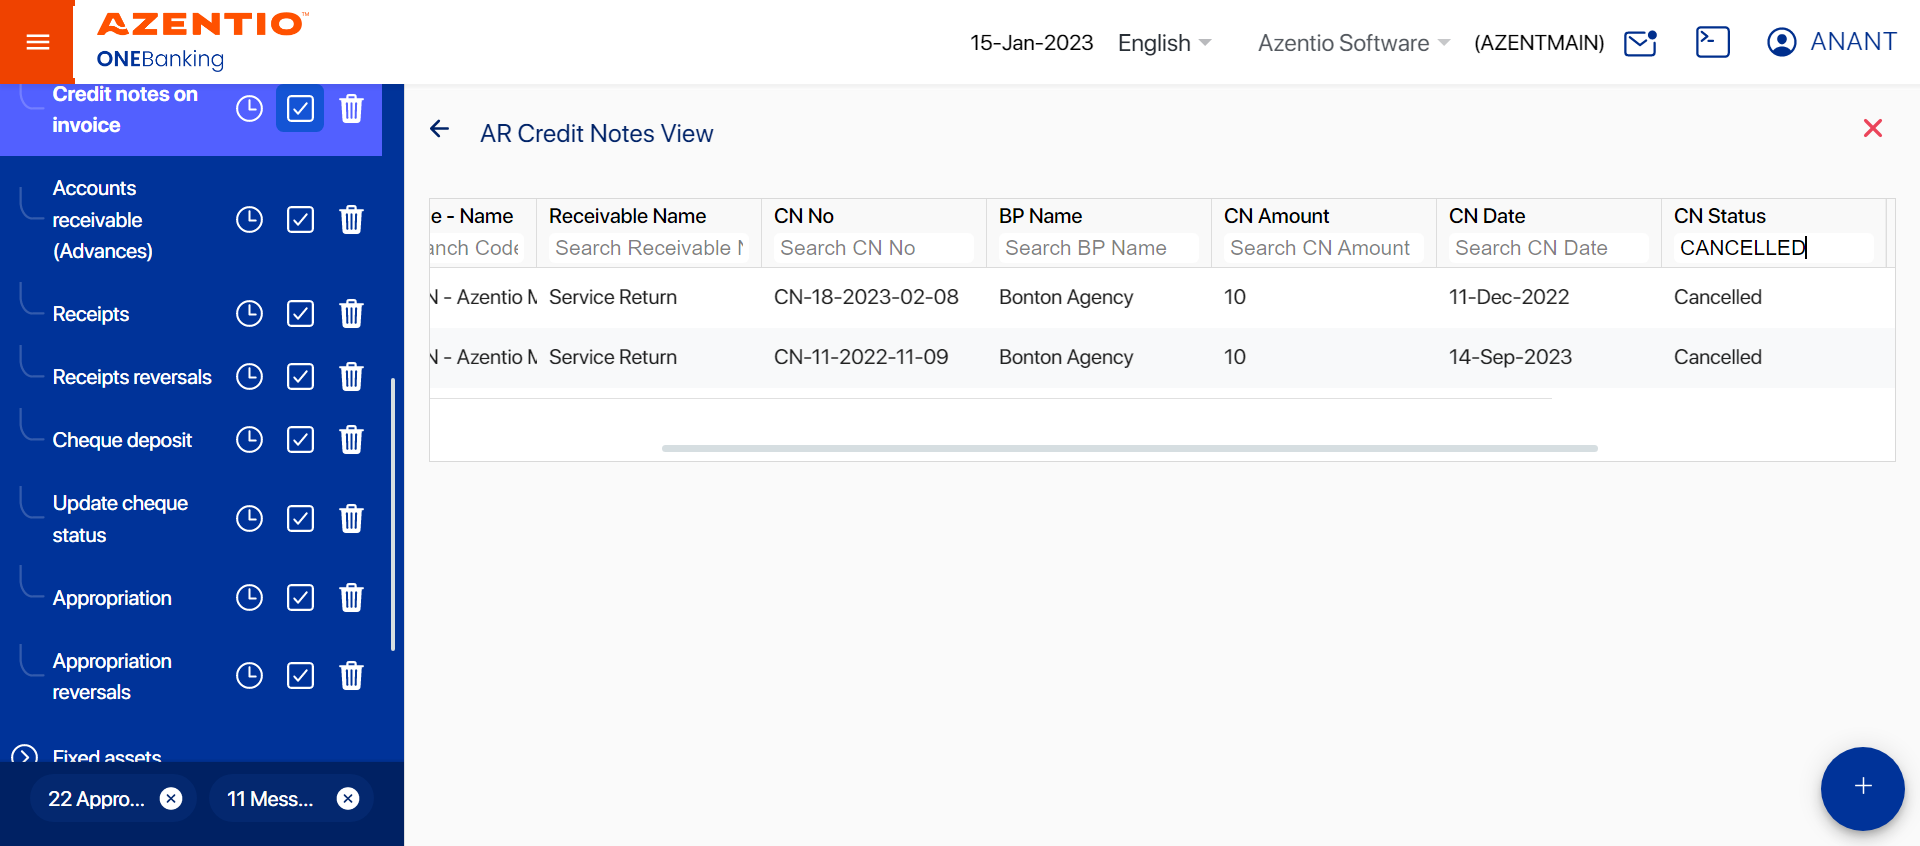 AZENTIO™
ONEBanking
15-Jan-2023 English Azentio Software (AZENTMAIN) ANANT
Credit notes on
invoice
Accounts
receivable
(Advances)
Receipts
Receipts reversals
Cheque deposit
Update cheque
status
Appropriation
Appropriation
reversals
Fixed assets
22 Appro... 11 Mess...
AR Credit Notes View
e - Name Receivable Name CN No BP Name CN Amount CN Date CN Status
anch Code Search Receivable N Search CN No Search BP Name Search CN Amount Search CN Date CANCELLED
N - Azentio M Service Return CN-18-2023-02-08 Bonton Agency 10 11-Dec-2022 Cancelled
N - Azentio M Service Return CN-11-2022-11-09 Bonton Agency 10 14-Sep-2023 Cancelled